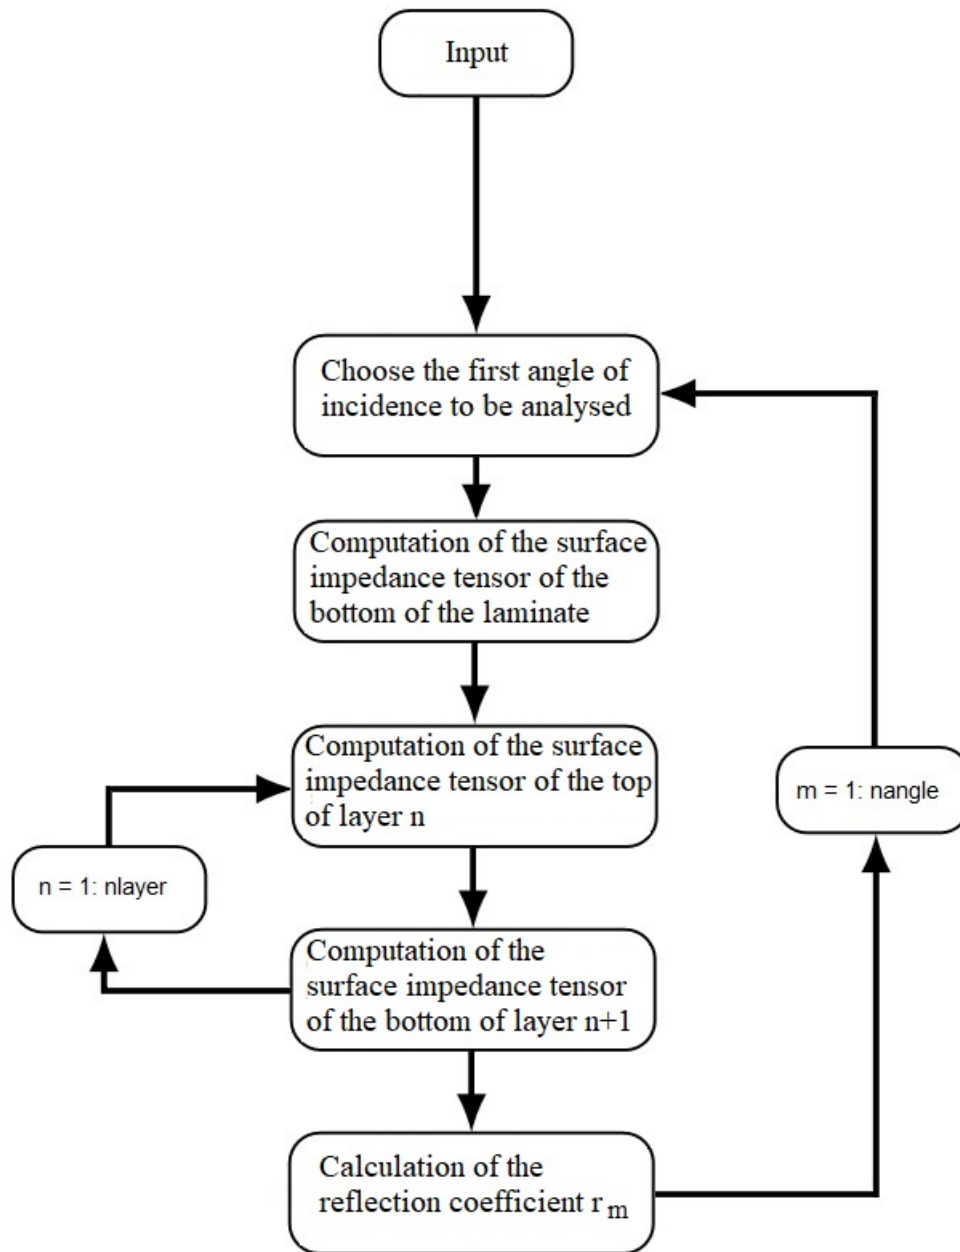 Input
Choose the first angle of
incidence to be analysed
Computation of the surface
impedance tensor of the
bottom of the laminate
Computation of the surface
impedance tensor of the top
of layer n
m = 1: nangle
n = 1: nlayer
Computation of the
surface impedance tensor
of the bottom of layer n+1
Calculation of the
reflection coefficient r m